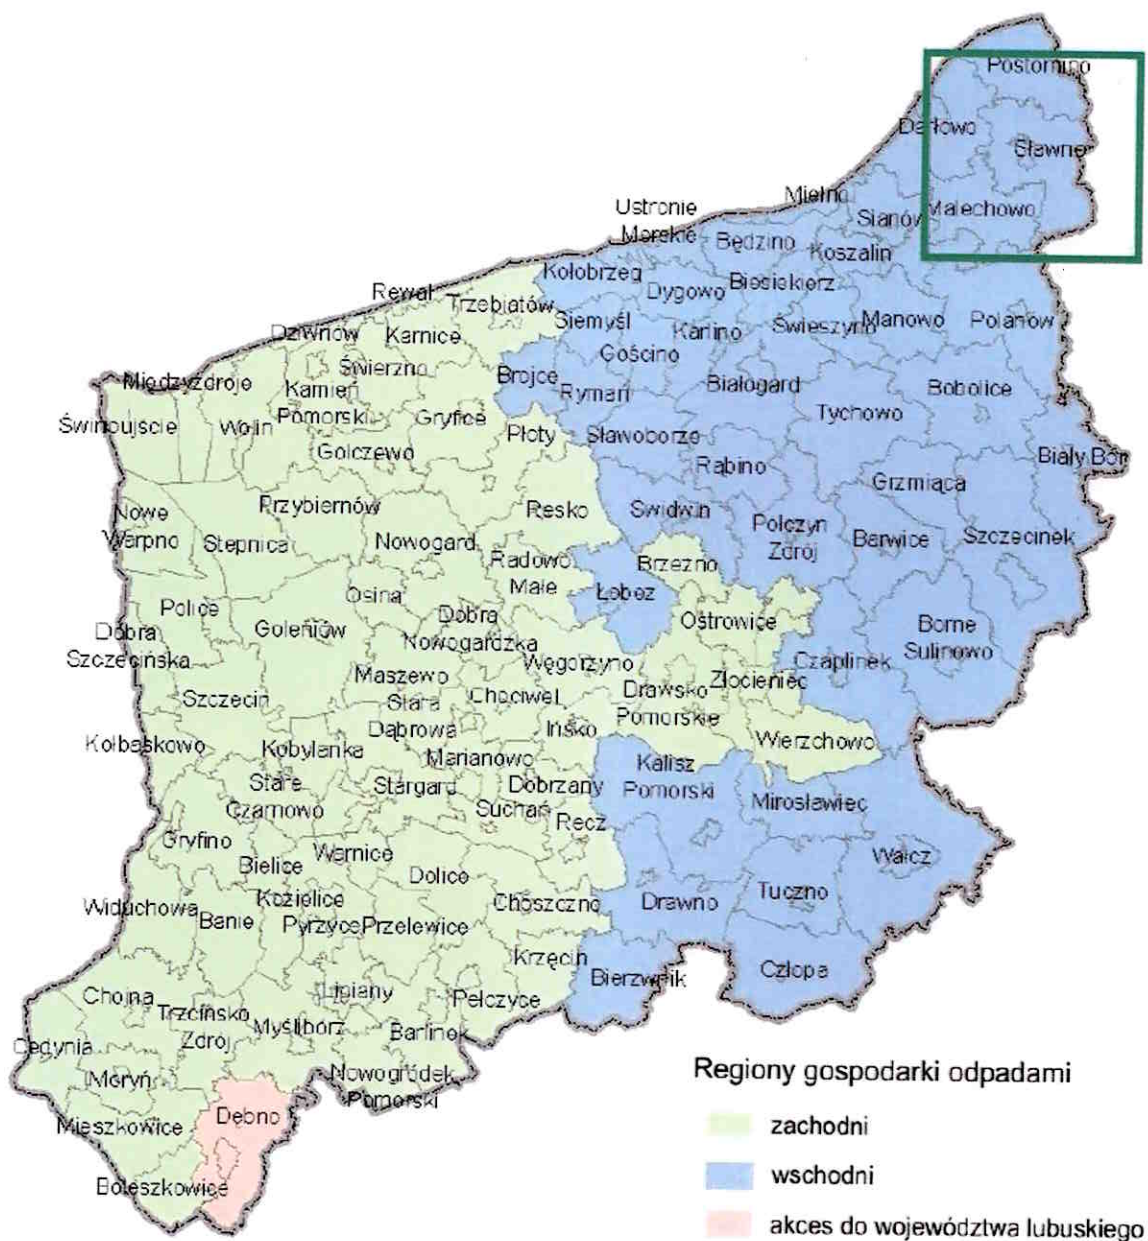 Postomino
Darłowo
Sławno
Mielno
Sianów
Malechowo
Ustronie
Morskie
Będzino
Koszalin
Kołobrzeg
Dygowo
Biesiekierz
Rewal
Trzebiatów
Siemyśl
Karlino
Świeszyno
Manowo
Polanów
Dziwnów
Karnice
Gościno
Międzyzdroje
Świerzno
Brojce
Rymań
Białogard
Bobolice
Kamień
Pomorski
Gryfice
Tychowo
Świnoujście
Wolin
Płoty
Sławoborze
Golczewo
Rąbino
Biały Bór
Grzmiąca
Przybiernów
Resko
Świdwin
Połczyn
Zdrój
Barwice
Szczecinek
Nowe
Warpno
Stepnica
Nowogard
Radowo
Małe
Brzeżno
Łobez
Police
Osina
Dobra
Nowogardzka
Ostrowice
Borne
Sulinowo
Dobra
Szczecińska
Goleniów
Węgorzyno
Czaplinek
Maszewo
Chociwel
Drawsko
Pomorskie
Złocieniec
Szczecin
Stara
Dąbrowa
Ińsko
Wierzchowo
Kołbaskowo
Kobylanka
Marianowo
Kalisz
Pomorski
Stare
Czarnowo
Stargard
Dobrzany
Suchań
Mirosławiec
Recz
Gryfino
Warnice
Wałcz
Bielice
Dolice
Tuczno
Widuchowa
Banie
Kozielice
Choszczno
Drawno
Pyrzyce
Przelewice
Krzęcin
Bierzwnik
Człopa
Chojna
Lipiany
Pełczyce
Trzcińsko
Zdrój
Myślibórz
Barlinek
Cedynia
Moryń
Nowogródek
Pomorski
Mieszkowice
Dębno
Boleszkowice
Regiony gospodarki odpadami
zachodni
wschodni
akces do województwa lubuskiego